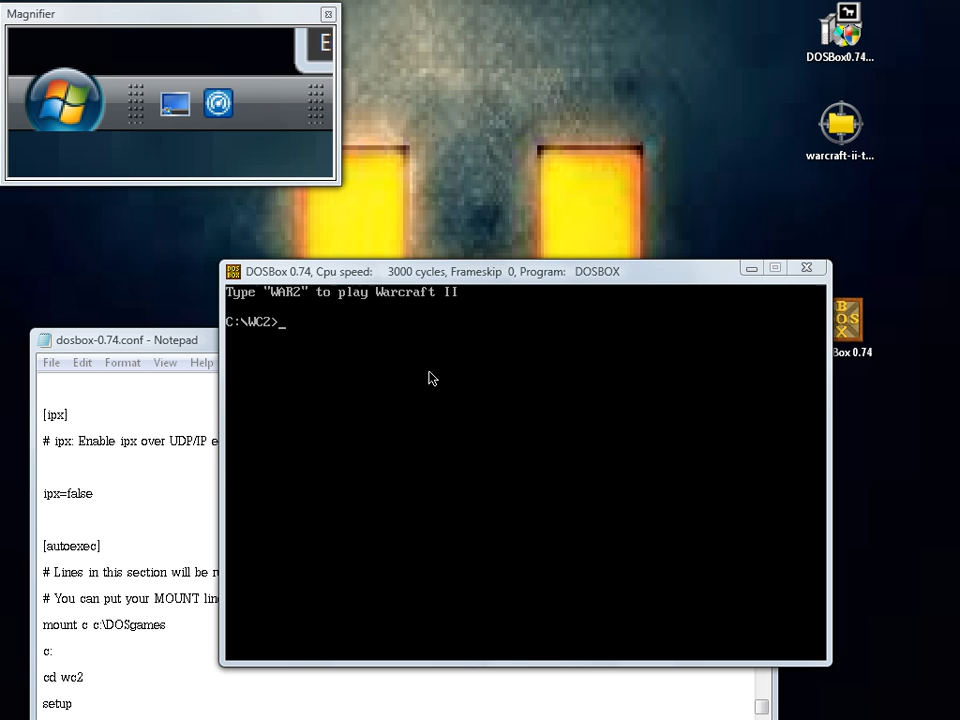 Magnifier
E
DOSBox0.74...
warcraft-ii-t...
DOSBox 0.74, Cpu speed: 3000 cycles, Frameskip 0, Program: DOSBOX
Type "WAR2" to play Warcraft II
C:\WC2>_
DOS
BOX
Box 0.74
dosbox-0.74.conf - Notepad
File Edit Format View Help
[ipx]
# ipx: Enable ipx over UDP/IP e
ipx=false
[autoexec]
# Lines in this section will be r
# You can put your MOUNT lin
mount c c:\DOSgames
c:
cd wc2
setup